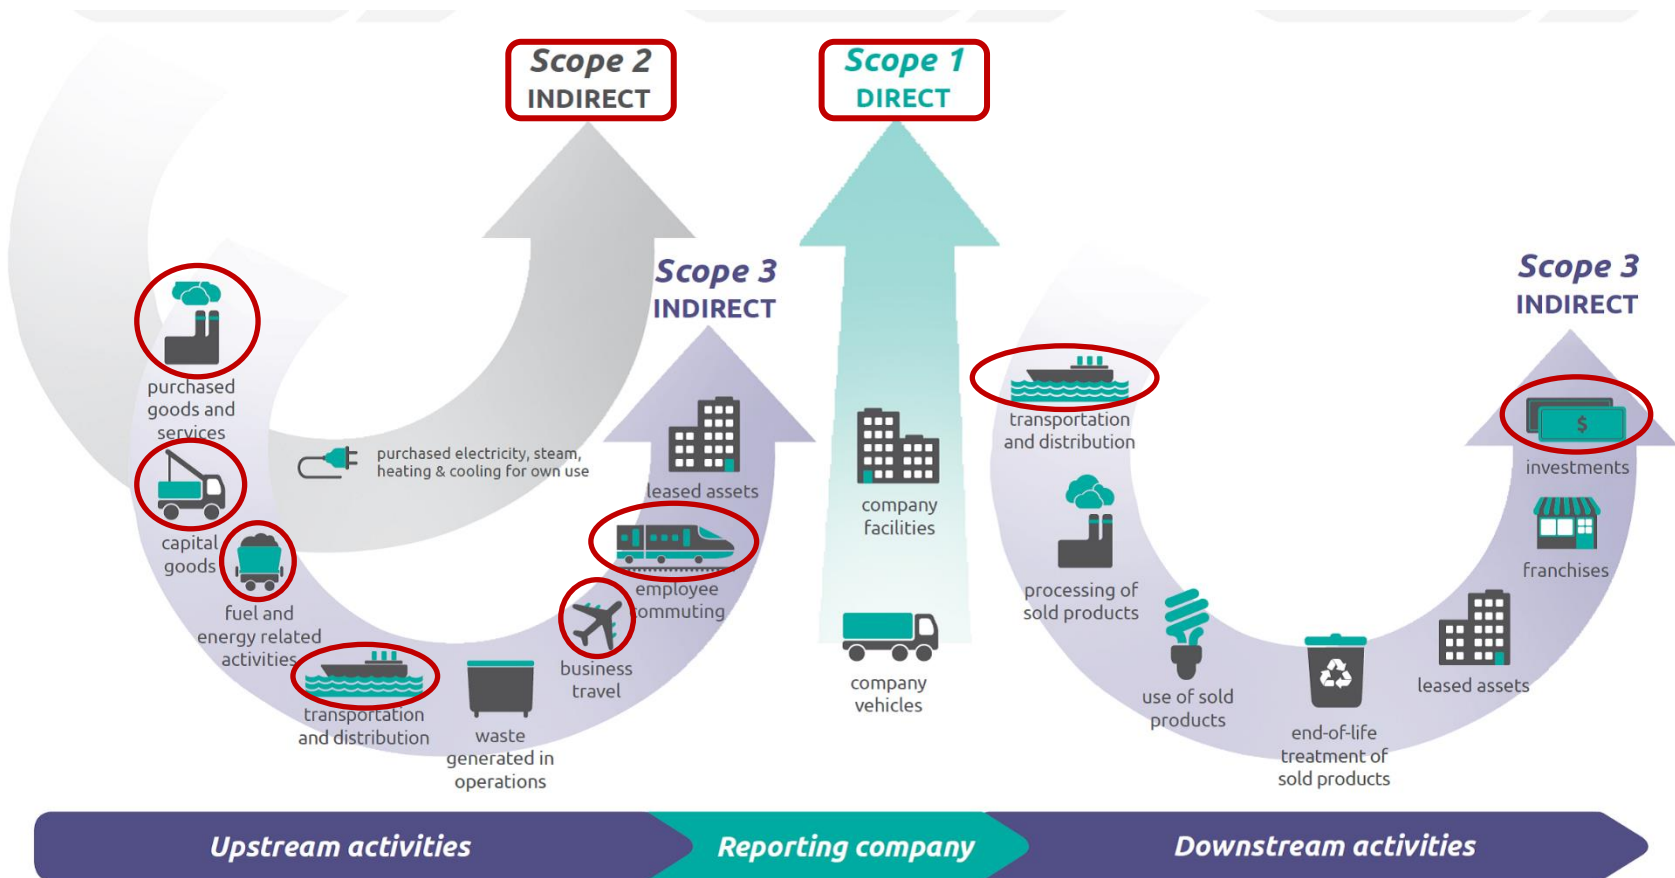 Scope 2
INDIRECT
Scope 1
DIRECT
Scope 3
INDIRECT
Scope 3
INDIRECT
purchased
goods and
services
capital
goods
fuel and
energy related
activities
transportation
and distribution
waste
generated in
operations
business
travel
employee
commuting
leased assets
purchased electricity, steam,
heating & cooling for own use
company
facilities
company
vehicles
transportation
and distribution
processing of
sold products
use of sold
products
end-of-life
treatment of
sold products
leased assets
franchises
$
investments
Upstream activities
Reporting company
Downstream activities